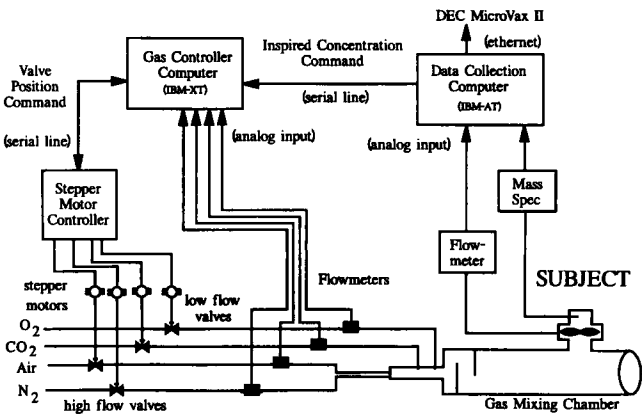 DEC MicroVax II
(ethernet)
Gas Controller
Computer
(IBM-XT)
Inspired Concentration
Command
(serial line)
Data Collection
Computer
(IBM-AT)
Valve
Position
Command
(serial line)
(analog input)
(analog input)
Stepper
Motor
Controller
Mass
Spec
Flow-
meter
stepper
motors
low flow
valves
Flowmeters
SUBJECT
O2
CO2
Air
N2
high flow valves
Gas Mixing Chamber